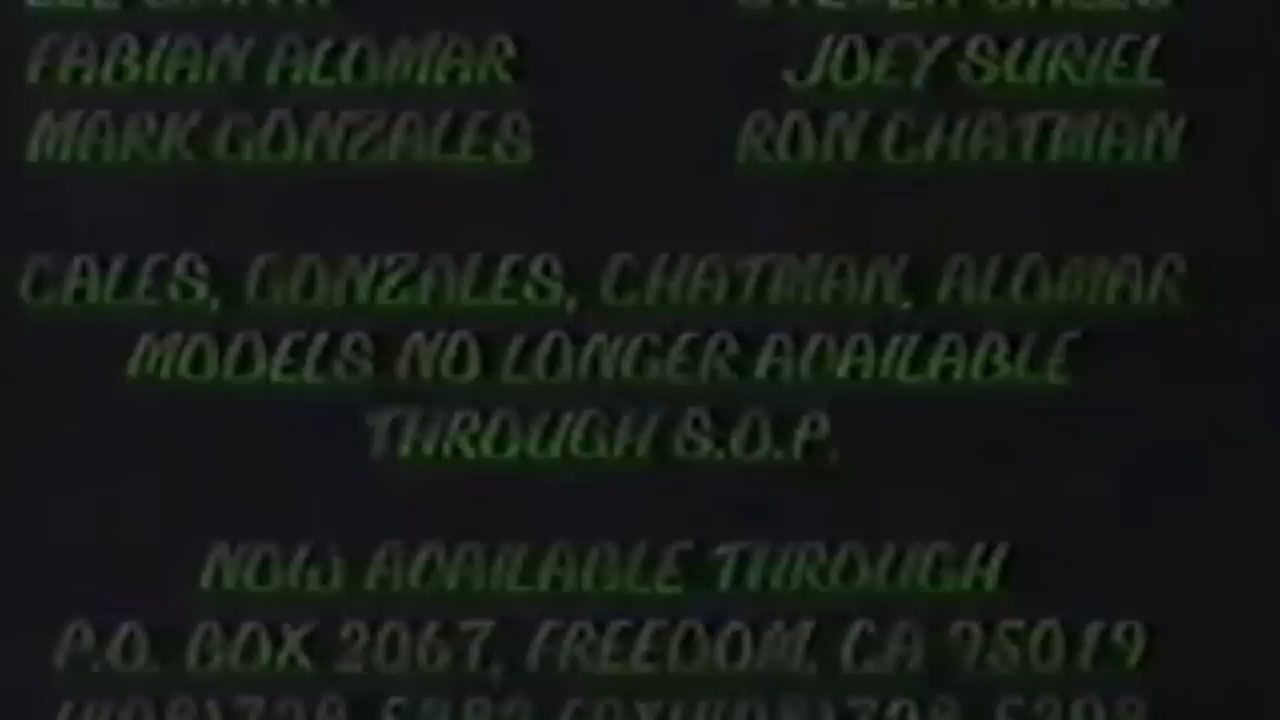 FABIAN ALOMAR JOEY SURIEL
MARK GONZALES RON CHATMAN
CALES, GONZALES, CHATMAN, ALOMAR
MODELS NO LONGER AVAILABLE
THROUGH S.O.P.
NOW AVAILABLE THROUGH
P.O. BOX 2067, FREEDOM, CA 95019